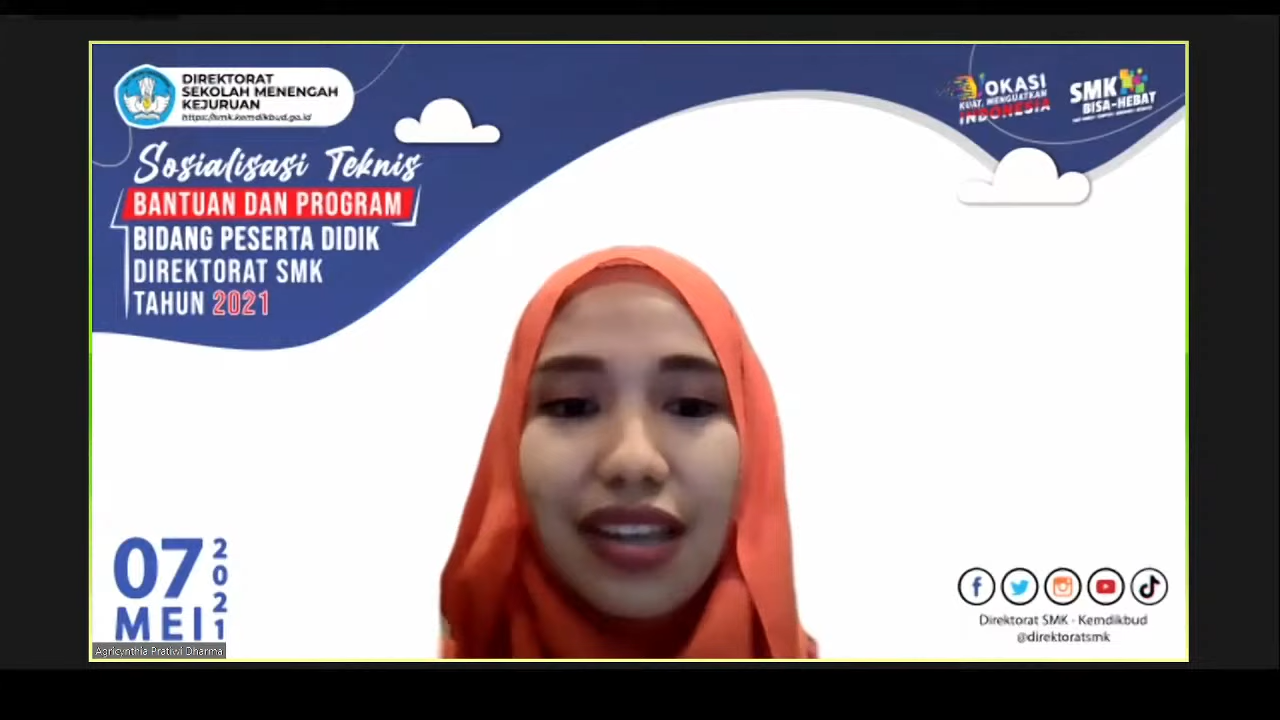 DIREKTORAT
SEKOLAH MENENGAH
KEJURUAN
https://smk.kemdikbud.go.id
Sosialisasi Teknis
BANTUAN DAN PROGRAM
BIDANG PESERTA DIDIK
DIREKTORAT SMK
TAHUN 2021
VOKASI
KUAT, MENGUATKAN
INDONESIA
SMK
BISA-HEBAT
07
MEI
2021
Agricynthia Pratiwi Dharma
Direktorat SMK - Kemdikbud
@direktoratsmk